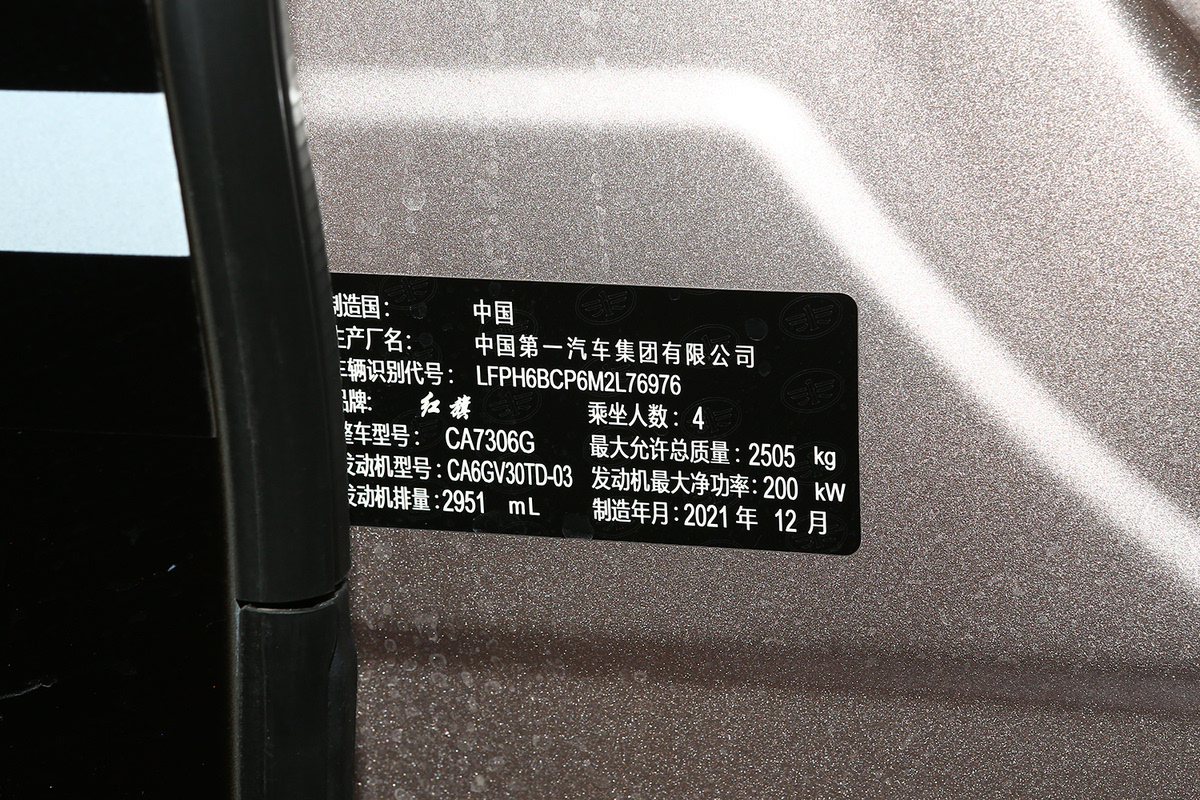 制造国： 中国
生产厂名： 中国第一汽车集团有限公司
车辆识别代号： LFPH6BCP6M2L76976
品牌： 红旗 乘坐人数： 4
整车型号： CA7306G 最大允许总质量： 2505 kg
发动机型号： CA6GV30TD-03 发动机最大净功率： 200 kW
发动机排量： 2951 mL 制造年月： 2021 年 12 月